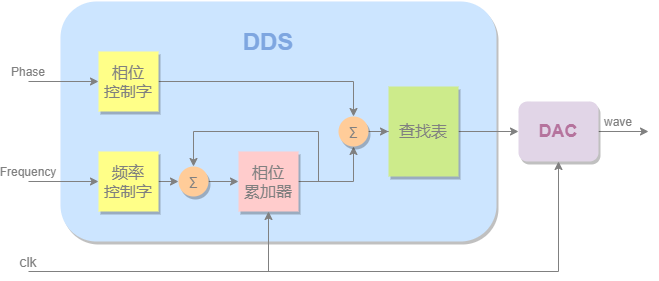 DDS
Phase
相位
控制字
Σ
查找表
DAC
wave
Frequency
频率
控制字
Σ
相位
累加器
clk